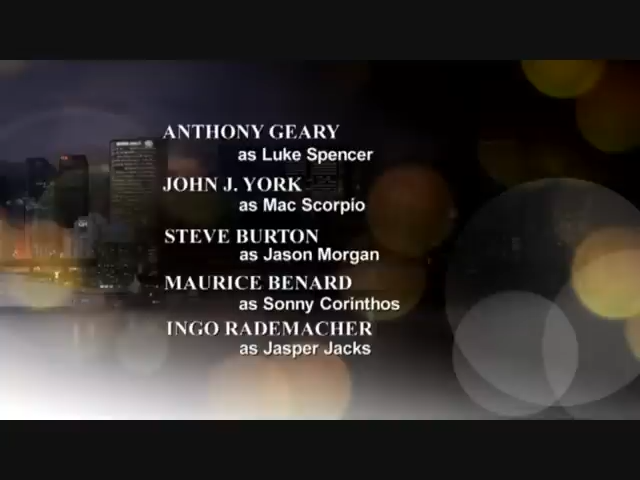 ANTHONY GEARY
as Luke Spencer
JOHN J. YORK
as Mac Scorpio
STEVE BURTON
as Jason Morgan
MAURICE BENARD
as Sonny Corinthos
INGO RADEMACHER
as Jasper Jacks